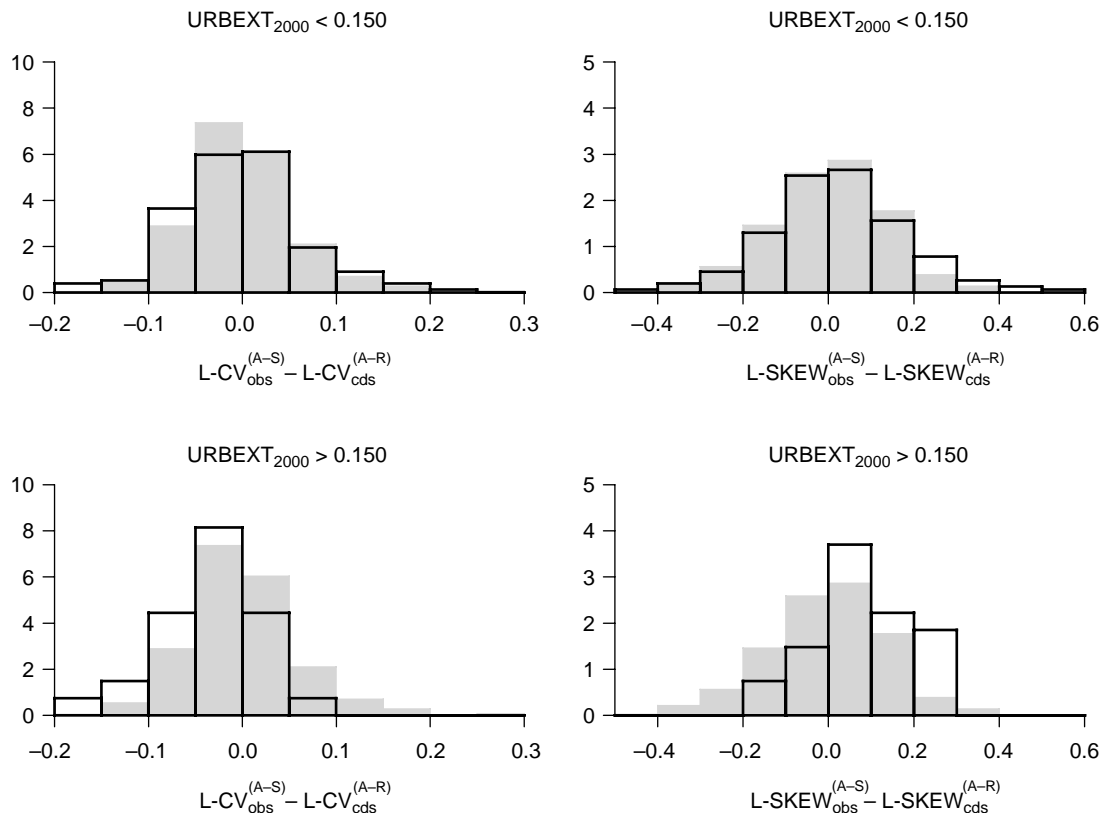 URBEXT2000 < 0.150
10
8
6
4
2
0
–0.2 –0.1 0.0 0.1 0.2 0.3
L-CV(A–S)obs – L-CV(A–R)cds
URBEXT2000 < 0.150
5
4
3
2
1
0
–0.4 –0.2 0.0 0.2 0.4 0.6
L-SKEW(A–S)obs – L-SKEW(A–R)cds
URBEXT2000 > 0.150
10
8
6
4
2
0
–0.2 –0.1 0.0 0.1 0.2 0.3
L-CV(A–S)obs – L-CV(A–R)cds
URBEXT2000 > 0.150
5
4
3
2
1
0
–0.4 –0.2 0.0 0.2 0.4 0.6
L-SKEW(A–S)obs – L-SKEW(A–R)cds